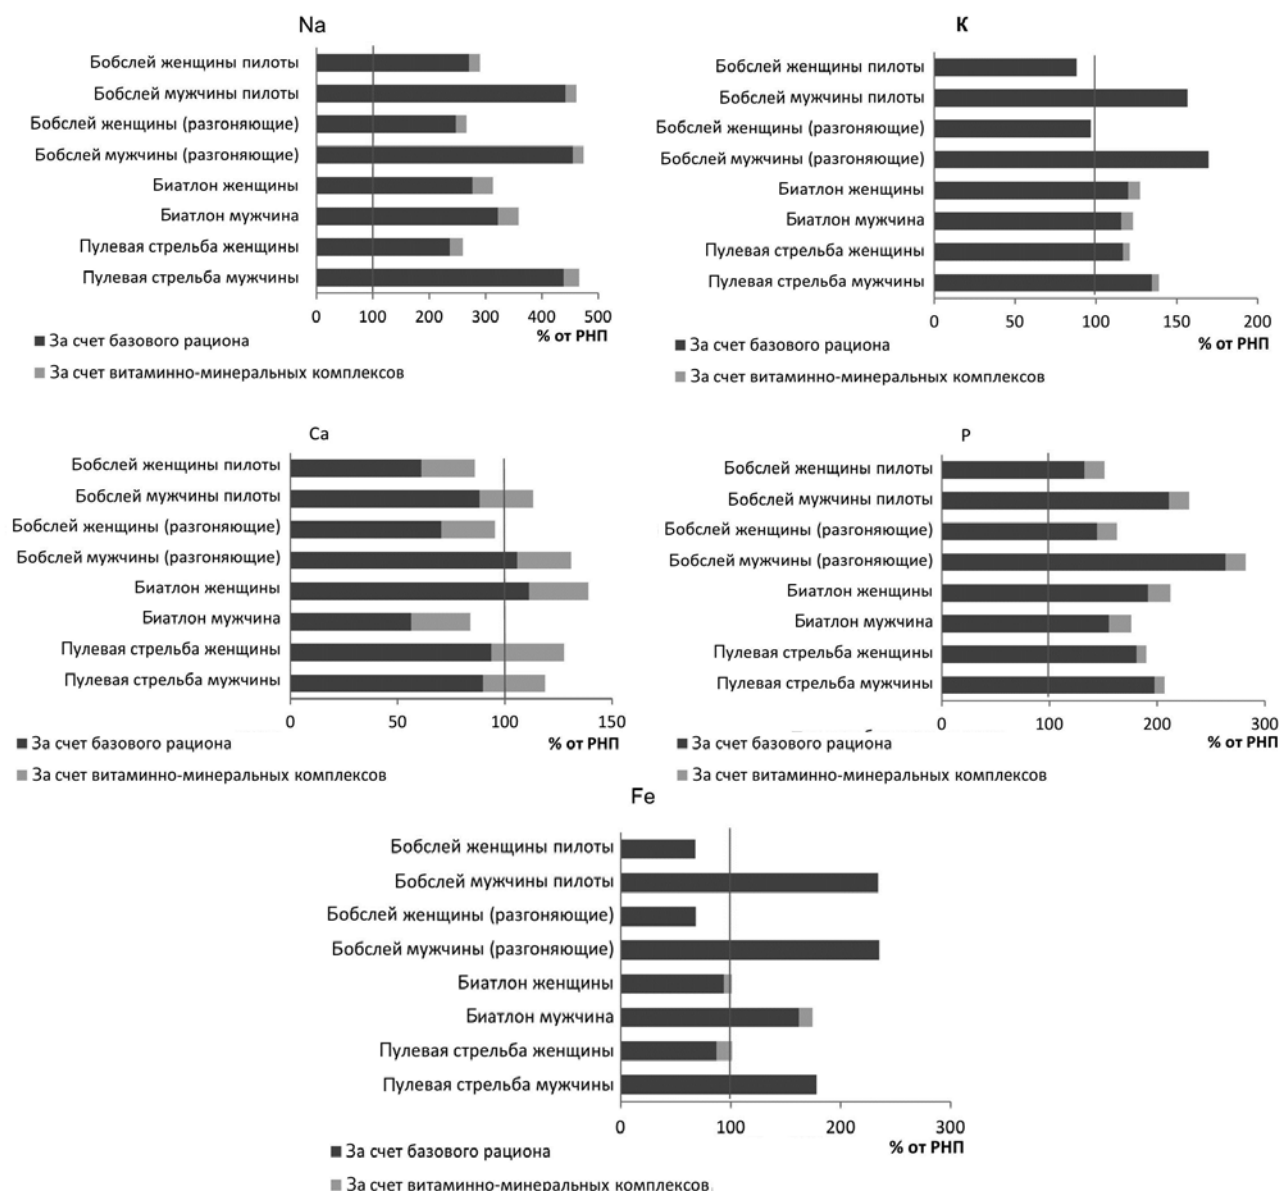 Na
Бобслей женщины пилоты
Бобслей мужчины пилоты
Бобслей женщины (разгоняющие)
Бобслей мужчины (разгоняющие)
Биатлон женщины
Биатлон мужчина
Пулевая стрельба женщины
Пулевая стрельба мужчины
0 100 200 300 400 500
% от РНП
■ За счет базового рациона
■ За счет витаминно-минеральных комплексов
K
Бобслей женщины пилоты
Бобслей мужчины пилоты
Бобслей женщины (разгоняющие)
Бобслей мужчины (разгоняющие)
Биатлон женщины
Биатлон мужчина
Пулевая стрельба женщины
Пулевая стрельба мужчины
0 50 100 150 200
% от РНП
■ За счет базового рациона
■ За счет витаминно-минеральных комплексов
Ca
Бобслей женщины пилоты
Бобслей мужчины пилоты
Бобслей женщины (разгоняющие)
Бобслей мужчины (разгоняющие)
Биатлон женщины
Биатлон мужчина
Пулевая стрельба женщины
Пулевая стрельба мужчины
0 50 100 150
% от РНП
■ За счет базового рациона
■ За счет витаминно-минеральных комплексов
P
Бобслей женщины пилоты
Бобслей мужчины пилоты
Бобслей женщины (разгоняющие)
Бобслей мужчины (разгоняющие)
Биатлон женщины
Биатлон мужчина
Пулевая стрельба женщины
Пулевая стрельба мужчины
0 100 200 300
% от РНП
■ За счет базового рациона
■ За счет витаминно-минеральных комплексов
Fe
Бобслей женщины пилоты
Бобслей мужчины пилоты
Бобслей женщины (разгоняющие)
Бобслей мужчины (разгоняющие)
Биатлон женщины
Биатлон мужчина
Пулевая стрельба женщины
Пулевая стрельба мужчины
0 100 200 300
% от РНП
■ За счет базового рациона
■ За счет витаминно-минеральных комплексов